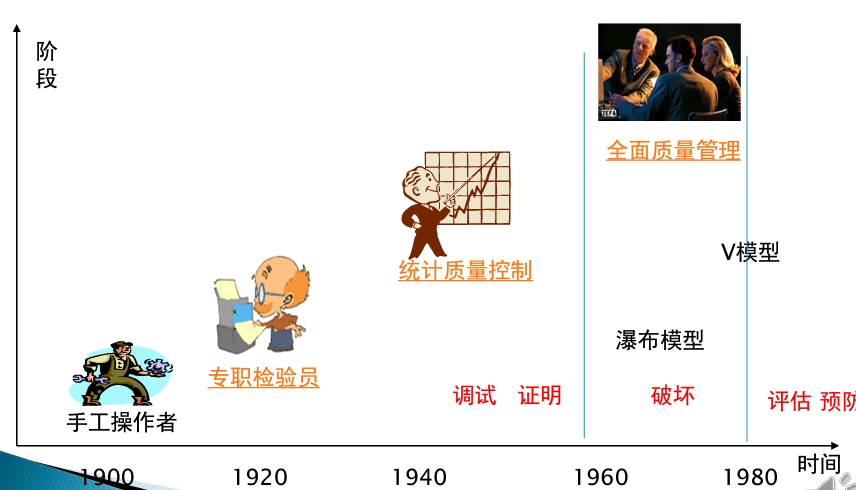 阶
段
全面质量管理
统计质量控制
V模型
瀑布模型
专职检验员
调试 证明
破坏
评估 预防
手工操作者
时间
1900
1920
1940
1960
1980